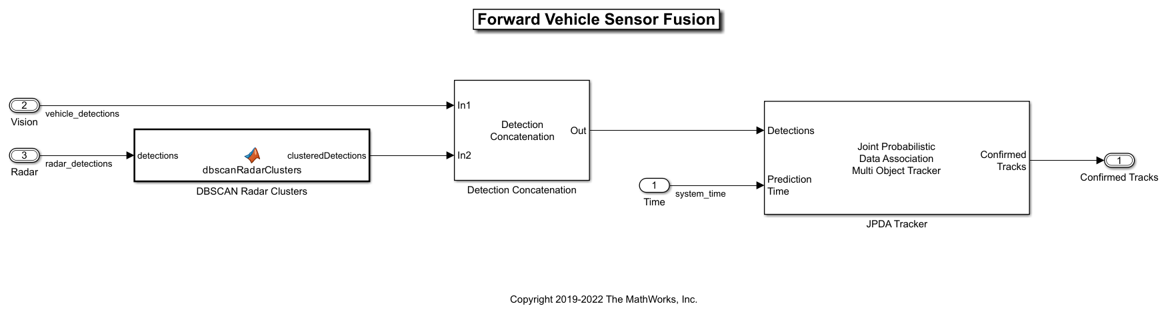 Forward Vehicle Sensor Fusion
2
Vision
vehicle_detections
3
Radar
radar_detections
detections
clusteredDetections
dbscanRadarClusters
DBSCAN Radar Clusters
In1
In2
Detection
Concatenation
Out
Detection Concatenation
1
Time
system_time
Detections
Prediction
Time
Joint Probabilistic
Data Association
Multi Object Tracker
Confirmed
Tracks
JPDA Tracker
1
Confirmed Tracks
Copyright 2019-2022 The MathWorks, Inc.